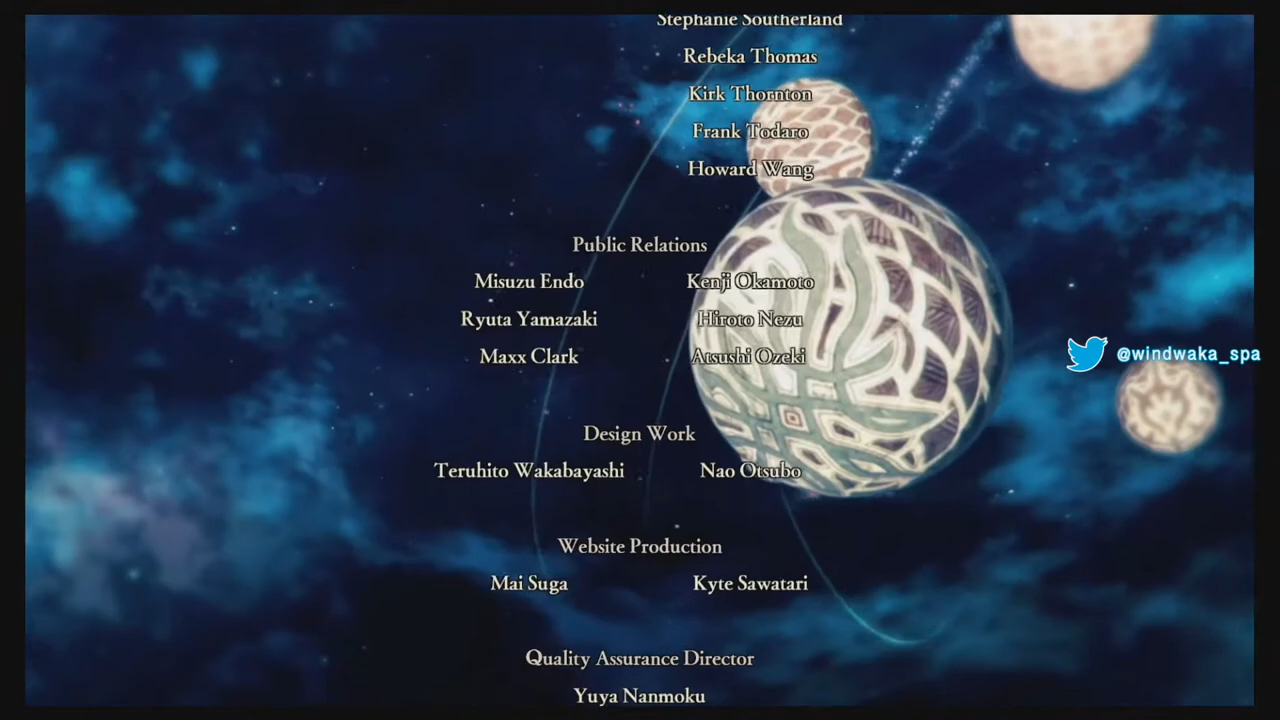 Stephanie Southerland
Rebeka Thomas
Kirk Thornton
Frank Todaro
Howard Wang
Public Relations
Misuzu Endo Kenji Okamoto
Ryuta Yamazaki Hiroto Nezu
Maxx Clark Atsushi Ozeki
@windwaka_spa
Design Work
Teruhito Wakabayashi Nao Otsubo
Website Production
Mai Suga Kyte Sawatari
Quality Assurance Director
Yuya Nanmoku